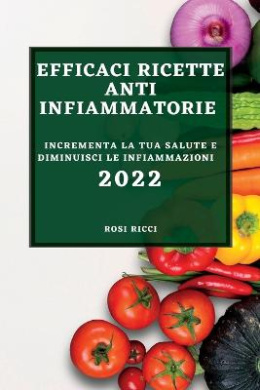 EFFICACI RICETTE
ANTI
INFIAMMATORIE
INCREMENTA LA TUA SALUTE E
DIMINUISCI LE INFIAMMAZIONI
2022
ROSI RICCI